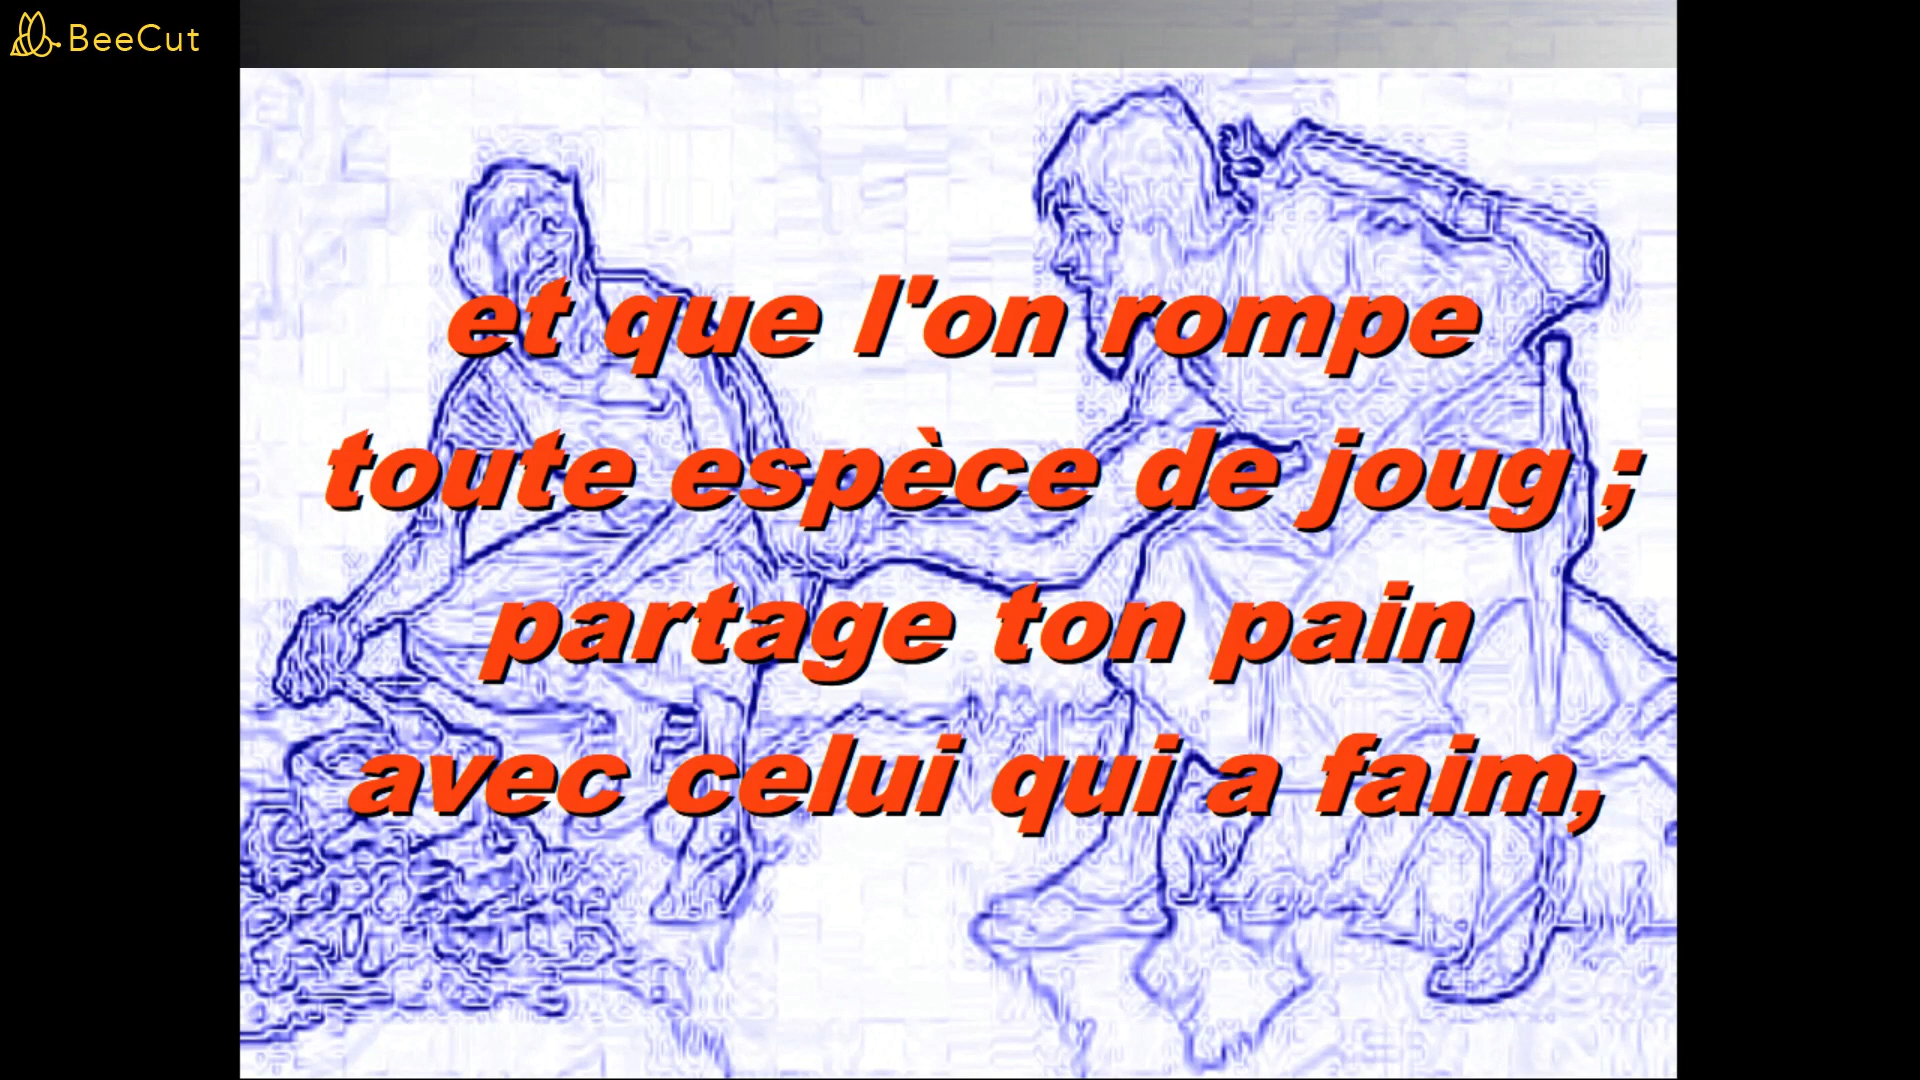 BeeCut
et que l'on rompe
toute espèce de joug ;
partage ton pain
avec celui qui a faim,